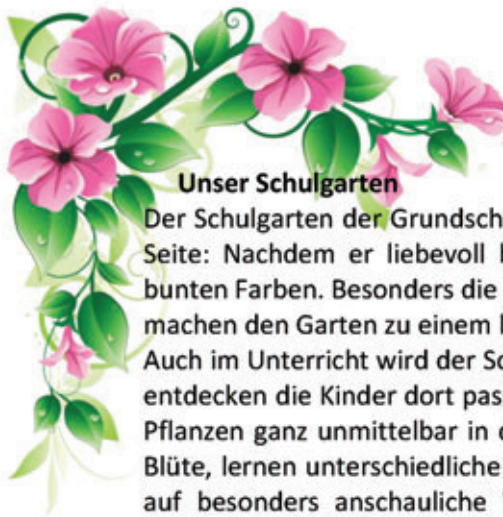 Unser Schulgarten
Der Schulgarten der Grundsch
Seite: Nachdem er liebevoll
bunten Farben. Besonders die
machen den Garten zu einem
Auch im Unterricht wird der
entdecken die Kinder dort
Pflanzen ganz unmittelbar in
Blüte, lernen unterschiedliche
auf besonders anschauliche